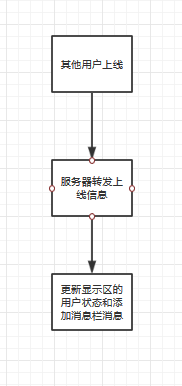 其他用户上线
服务器转发上
线信息
更新显示区的
用户状态和添
加消息栏消息